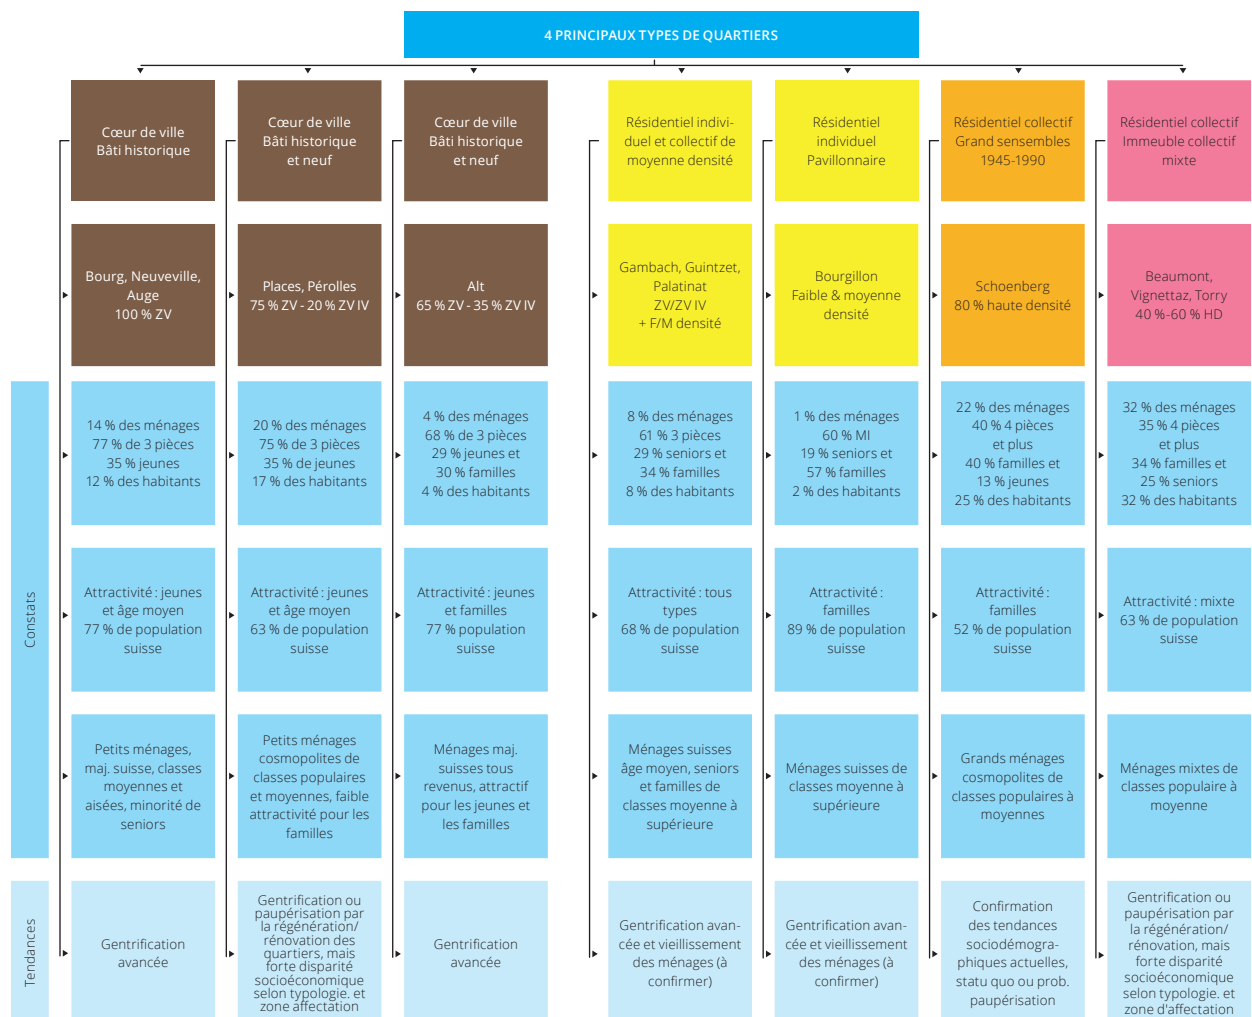 4 PRINCIPAUX TYPES DE QUARTIERS
Cœur de ville
Bâti historique
Cœur de ville
Bâti historique
et neuf
Cœur de ville
Bâti historique
et neuf
Résidentiel indivi-
duel et collectif de
moyenne densité
Résidentiel
individuel
Pavillonnaire
Résidentiel collectif
Grand sensembles
1945-1990
Résidentiel collectif
Immeuble collectif
mixte
Bourg, Neuveville,
Auge
100 % ZV
Places, Pérolles
75 % ZV - 20 % ZV IV
Alt
65 % ZV - 35 % ZV IV
Gambach, Guintzet,
Palatinat
ZV/ZV IV
+ F/M densité
Bourgillon
Faible & moyenne
densité
Schoenberg
80 % haute densité
Beaumont,
Vignettaz, Torry
40 %-60 % HD
Constats
14 % des ménages
77 % de 3 pièces
35 % jeunes
12 % des habitants
20 % des ménages
75 % de 3 pièces
35 % de jeunes
17 % des habitants
4 % des ménages
68 % de 3 pièces
29 % jeunes et
30 % familles
4 % des habitants
8 % des ménages
61 % 3 pièces
29 % seniors et
34 % familles
8 % des habitants
1 % des ménages
60 % MI
19 % seniors et
57 % familles
2 % des habitants
22 % des ménages
40 % 4 pièces
et plus
40 % familles et
13 % jeunes
25 % des habitants
32 % des ménages
35 % 4 pièces
et plus
34 % familles et
25 % seniors
32 % des habitants
Attractivité : jeunes
et âge moyen
77 % de population
suisse
Attractivité : jeunes
et âge moyen
63 % de population
suisse
Attractivité : jeunes
et familles
77 % population
suisse
Attractivité : tous
types
68 % de population
suisse
Attractivité :
familles
89 % de population
suisse
Attractivité :
familles
52 % de population
suisse
Attractivité : mixte
63 % de population
suisse
Petits ménages,
maj. suisse, classes
moyennes et
aisées, minorité de
seniors
Petits ménages
cosmopolites de
classes populaires
et moyennes, faible
attractivité pour les
familles
Ménages maj.
suisses tous
revenus, attractif
pour les jeunes et
les familles
Ménages suisses
âge moyen, seniors
et familles de
classes moyenne à
supérieure
Ménages suisses de
classes moyenne à
supérieure
Grands ménages
cosmopolites de
classes populaires à
moyennes
Ménages mixtes de
classes populaire à
moyenne
Tendances
Gentrification
avancée
Gentrification ou
paupérisation par
la régénération/
rénovation des
quartiers, mais
forte disparité
socioéconomique
selon typologie. et
zone affectation
Gentrification
avancée
Gentrification avan-
cée et vieillissement
des ménages (à
confirmer)
Gentrification avan-
cée et vieillissement
des ménages (à
confirmer)
Confirmation
des tendances
sociodémogra-
phiques actuelles,
statu quo ou prob.
paupérisation
Gentrification ou
paupérisation par
la régénération/
rénovation, mais
forte disparité
socioéconomique
selon typologie. et
zone d'affectation